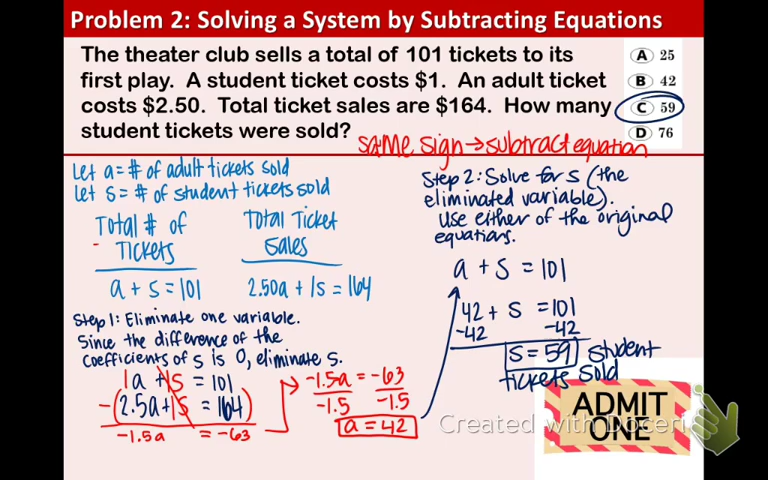 Problem 2: Solving a System by Subtracting Equations
The theater club sells a total of 101 tickets to its
first play. A student ticket costs $1. An adult ticket
costs $2.50. Total ticket sales are $164. How many
student tickets were sold?
A 25
B 42
C 59
D 76
same sign → subtract equation
Let a = # of adult tickets sold
let s = # of student tickets sold
Total # of
Tickets
a + s = 101
Total Ticket
Sales
2.50a + 1s = 164
Step 1: Eliminate one variable.
Since the difference of the
coefficients of s is 0, eliminate s.
1a + 1s = 101
-(2.5a + 1s = 164)
-1.5a = -63
-1.5a = -63
-1.5 -1.5
a = 42
Step 2: Solve for s (the
eliminated variable).
Use either of the original
equations.
a + s = 101
42 + s = 101
-42 -42
s = 59 student
tickets sold
ADMIT
ONE
Created with Doceri